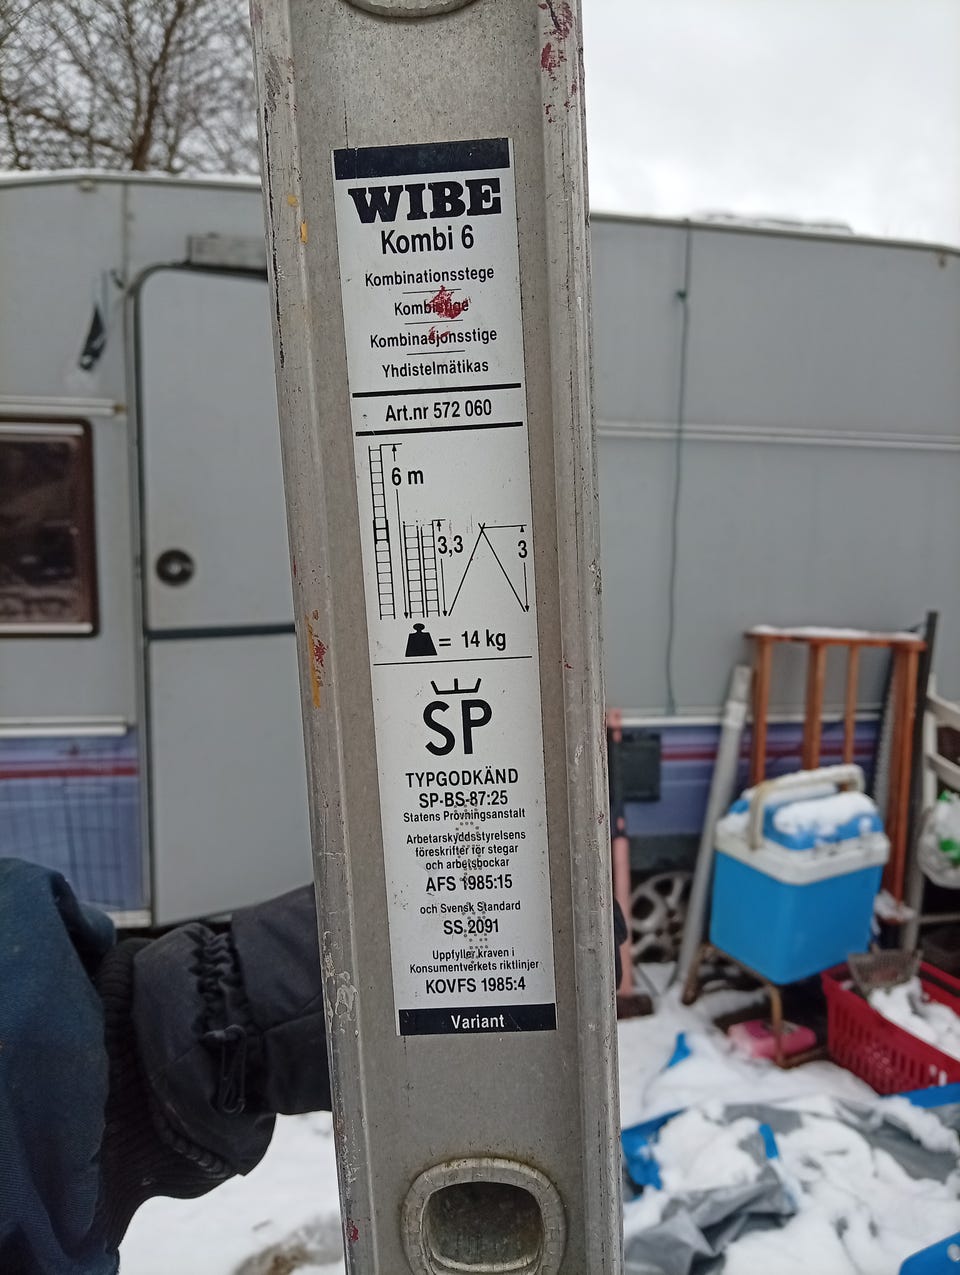 WIBE
Kombi 6
Kombinationsstege
Kombistige
Kombinasjonsstige
Yhdistelmätikas
Art.nr 572 060
6 m
3,3
3
= 14 kg
SP
TYPGODKÄND
SP-BS-87:25
Statens Provningsanstalt
Arbetarskyddsstyrelsens
föreskrifter för stegar
och arbetsbockar
AFS 1985:15
och Svensk Standard
SS 2091
Uppfyller kraven i
Konsumentverkets riktlinjer
KOVFS 1985:4
Variant